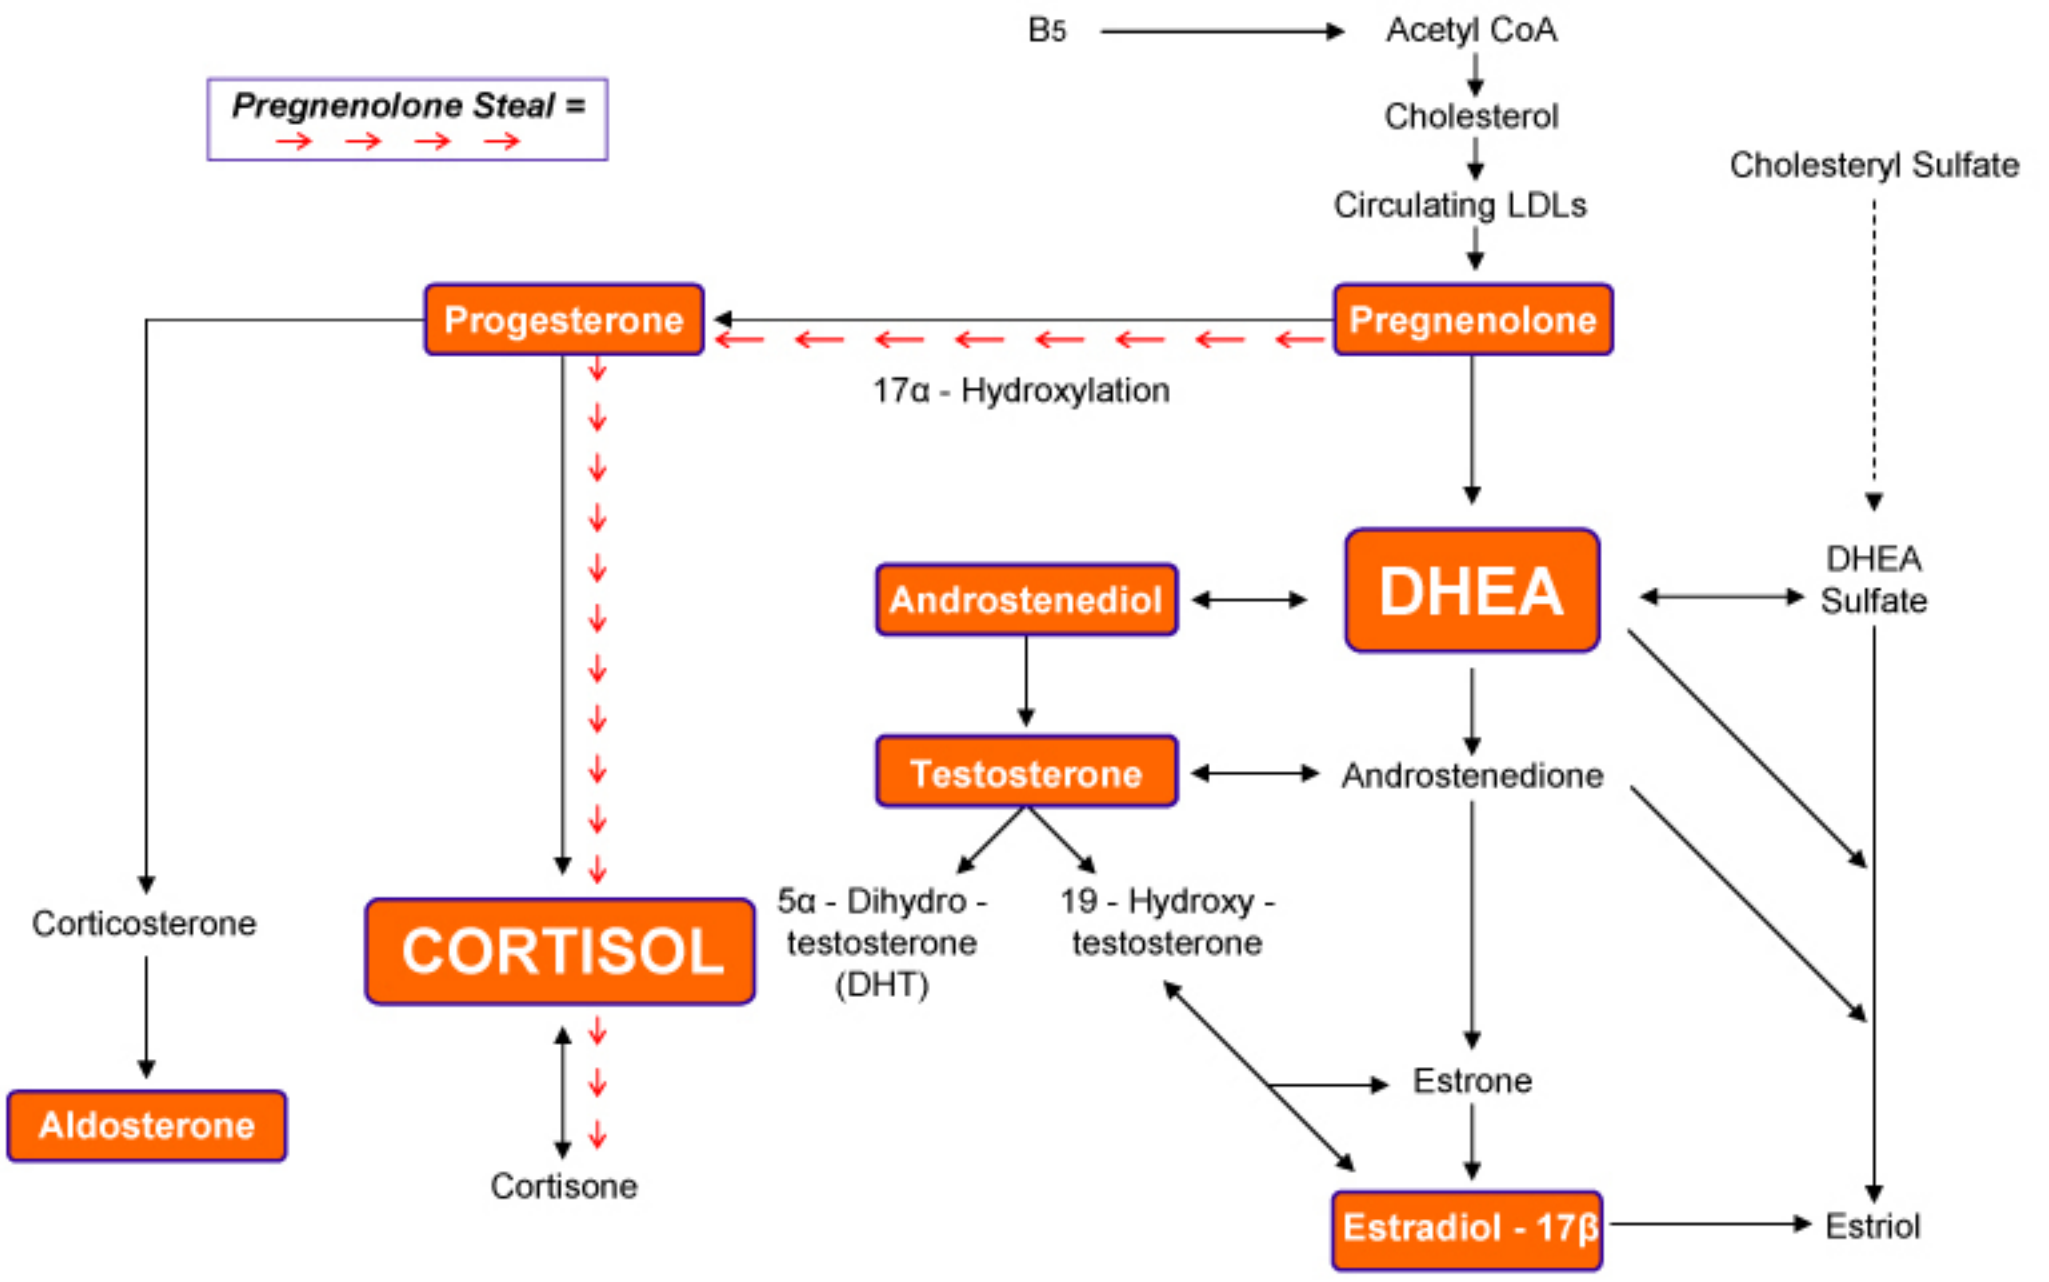 B5
Acetyl CoA
Pregnenolone Steal =
Cholesterol
Cholesteryl Sulfate
Circulating LDLs
Progesterone
Pregnenolone
17α - Hydroxylation
DHEA
Sulfate
Androstenediol
DHEA
Testosterone
Androstenedione
5α - Dihydro -
testosterone
(DHT)
19 - Hydroxy -
testosterone
Corticosterone
CORTISOL
Estrone
Aldosterone
Cortisone
Estradiol - 17β
Estriol